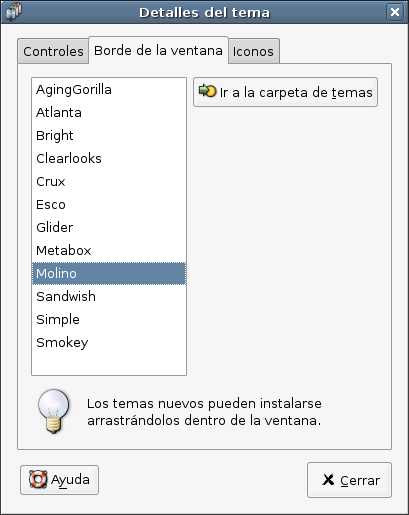 Detalles del tema
Controles
Borde de la ventana
Iconos
AgingGorilla
Atlanta
Bright
Clearlooks
Crux
Esco
Glider
Metabox
Molino
Sandwish
Simple
Smokey
Ir a la carpeta de temas
Los temas nuevos pueden instalarse
arrastrándolos dentro de la ventana.
Ayuda
Cerrar